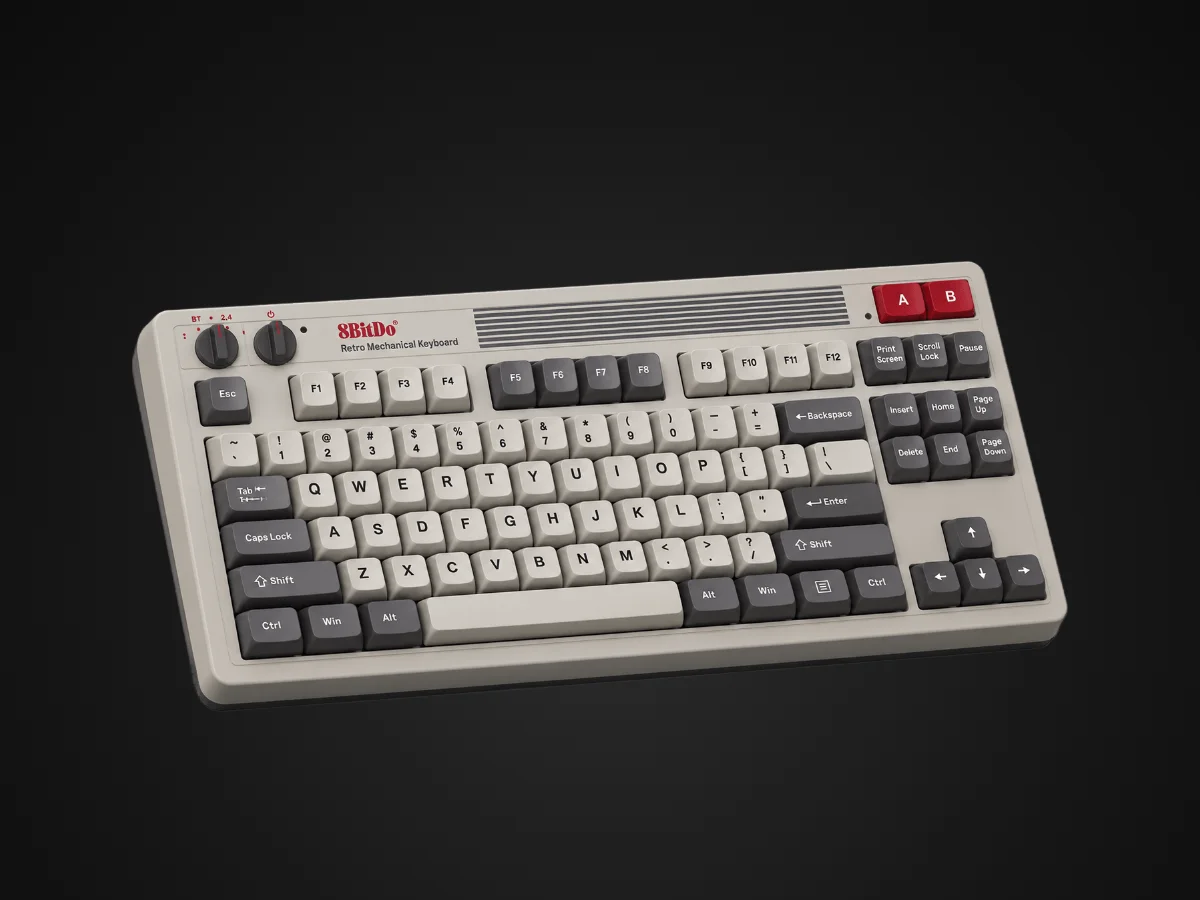 BT 2.4
8BitDo®
Retro Mechanical Keyboard
A B
Esc F1 F2 F3 F4 F5 F6 F7 F8 F9 F10 F11 F12
Print Screen
Scroll Lock
Pause
~ `
! 1
@ 2
# 3
$ 4
% 5
^ 6
& 7
* 8
( 9
) 0
_ -
+ =
←Backspace
Insert
Home
Page Up
Tab
Q W E R T Y U I O P
{ [
} ]
| \
Delete
End
Page Down
Caps Lock
A S D F G H J K L
: ;
" '
Enter
Shift
Z X C V B N M
< ,
> .
? /
Shift
↑
Ctrl Win Alt
Alt Win Ctrl
← ↓ →